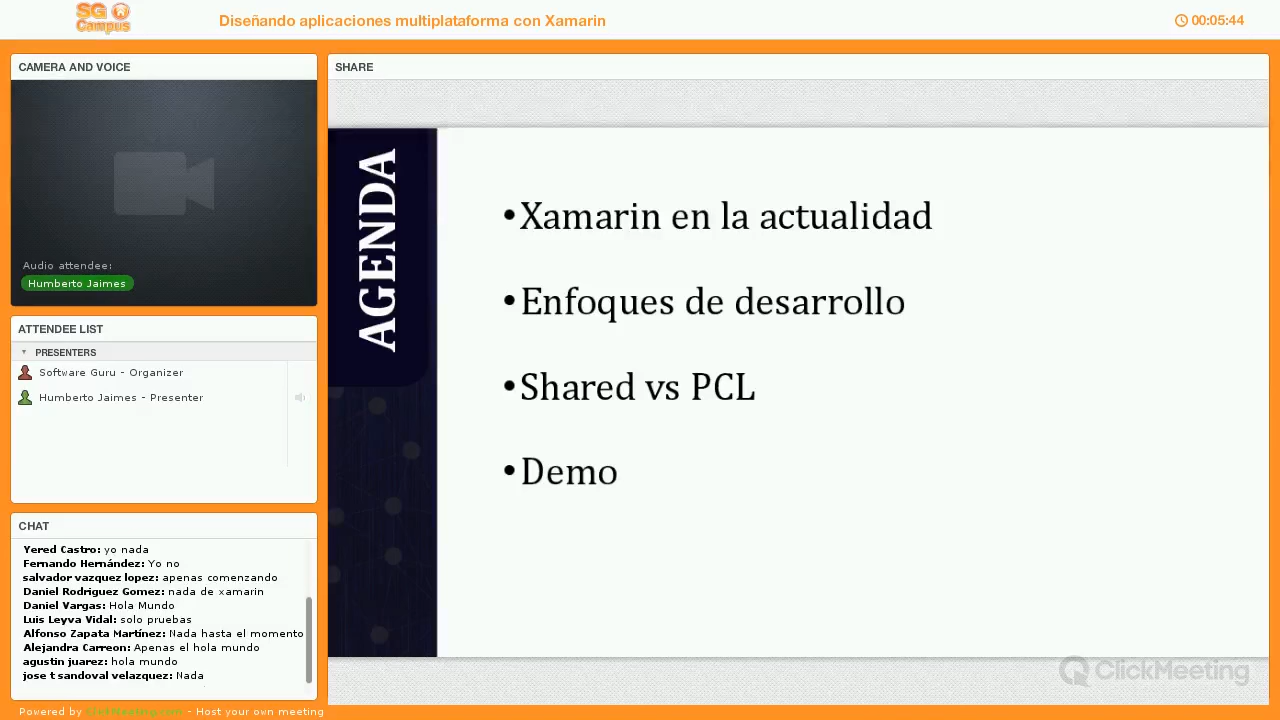 SG
Campus
Diseñando aplicaciones multiplataforma con Xamarin
00:05:44
CAMERA AND VOICE
Audio attendee:
Humberto Jaimes
ATTENDEE LIST
PRESENTERS
Software Guru - Organizer
Humberto Jaimes - Presenter
CHAT
Yered Castro: yo nada
Fernando Hernández: Yo no
salvador vazquez lopez: apenas comenzando
Daniel Rodriguez Gomez: nada de xamarin
Daniel Vargas: Hola Mundo
Luis Leyva Vidal: solo pruebas
Alfonso Zapata Martínez: Nada hasta el momento
Alejandra Carreon: Apenas el hola mundo
agustin juarez: hola mundo
jose t sandoval velazquez: Nada
Powered by ClickMeeting.com - Host your own meeting
SHARE
AGENDA
•Xamarin en la actualidad
•Enfoques de desarrollo
•Shared vs PCL
•Demo
ClickMeeting